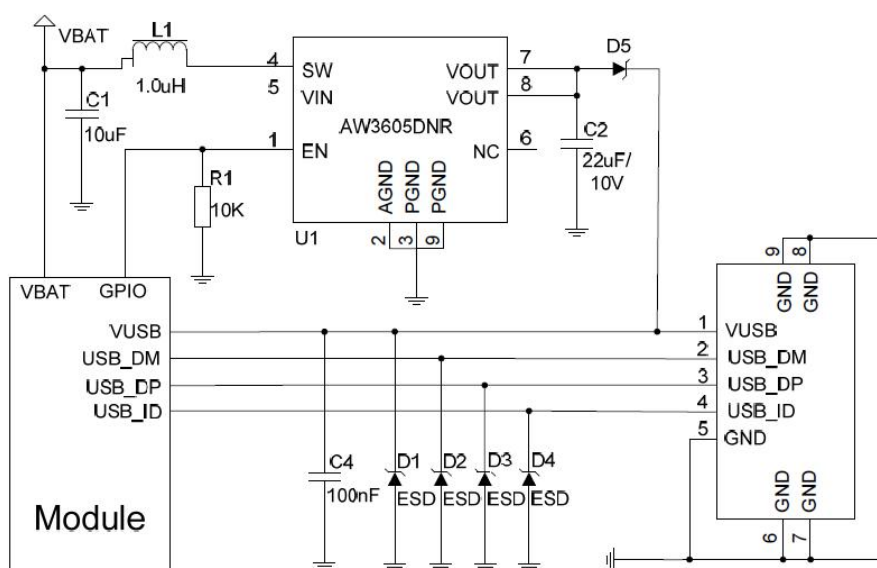 VBAT
L1
1.0uH
C1
10uF
4
5
1
SW
VIN
EN
AW3605DNR
VOUT
VOUT
NC
7
8
6
D5
C2
22uF/
10V
R1
10K
AGND
PGND
PGND
U1
2
3
9
VBAT
GPIO
VUSB
USB_DM
USB_DP
USB_ID
Module
C4
100nF
D1
ESD
D2
ESD
D3
ESD
D4
ESD
9
8
GND
GND
1
VUSB
2
USB_DM
3
USB_DP
4
USB_ID
5
GND
GND
GND
6
7